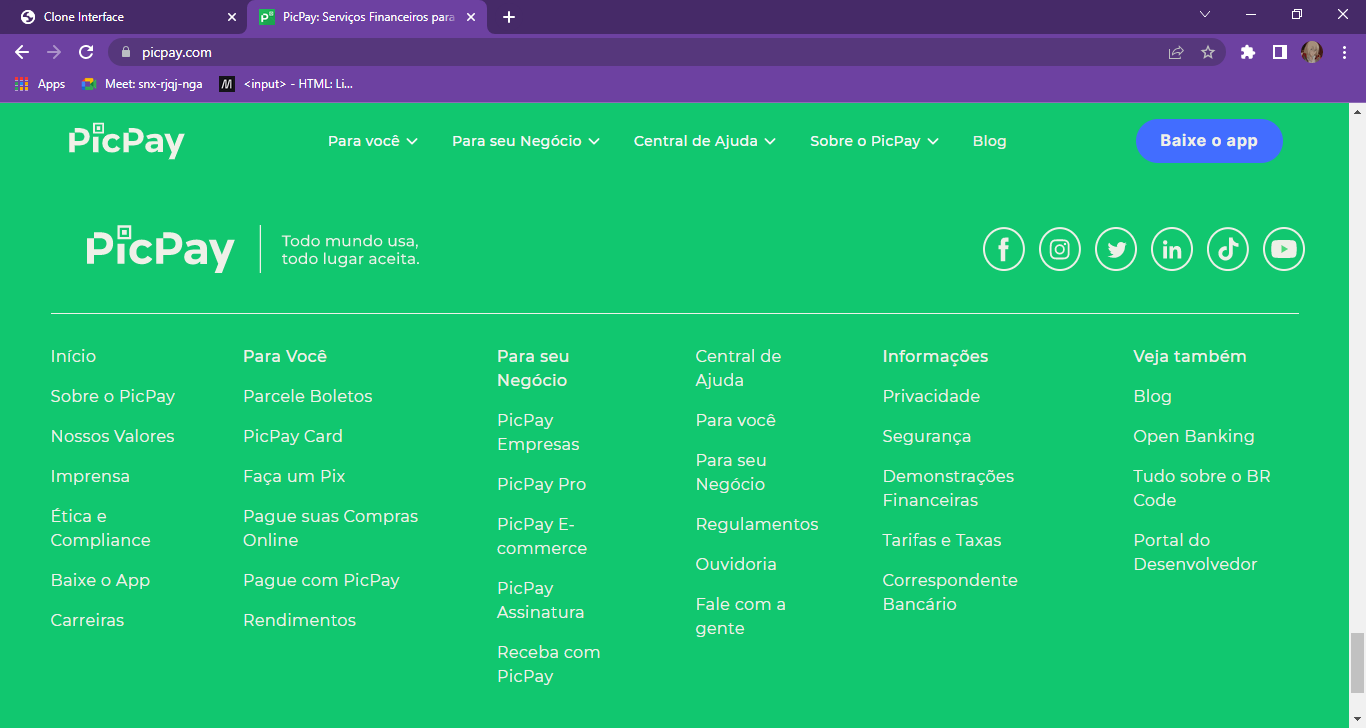 Clone Interface
PicPay: Serviços Financeiros para
picpay.com
Apps
Meet: snx-rjqj-nga
<input> - HTML: Li...
PicPay
Para você
Para seu Negócio
Central de Ajuda
Sobre o PicPay
Blog
Baixe o app
PicPay
Todo mundo usa,
todo lugar aceita.
Início
Sobre o PicPay
Nossos Valores
Imprensa
Ética e
Compliance
Baixe o App
Carreiras
Para Você
Parcele Boletos
PicPay Card
Faça um Pix
Pague suas Compras
Online
Pague com PicPay
Rendimentos
Para seu
Negócio
PicPay
Empresas
PicPay Pro
PicPay E-
commerce
PicPay
Assinatura
Receba com
PicPay
Central de
Ajuda
Para você
Para seu
Negócio
Regulamentos
Ouvidoria
Fale com a
gente
Informações
Privacidade
Segurança
Demonstrações
Financeiras
Tarifas e Taxas
Correspondente
Bancário
Veja também
Blog
Open Banking
Tudo sobre o BR
Code
Portal do
Desenvolvedor